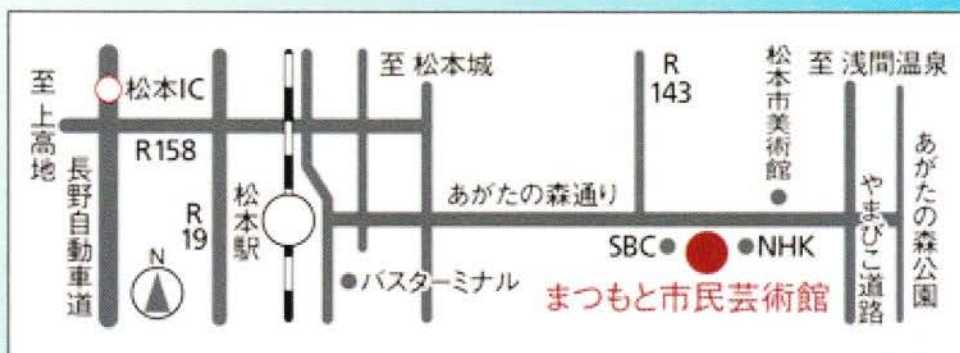 至上高地
松本IC
R158
長野自動車道
R
19
松本駅
N
至 松本城
R
143
松本市美術館
至 浅間温泉
あがたの森通り
バスターミナル
SBC
NHK
まつもと市民芸術館
やまびこ道路
あがたの森公園